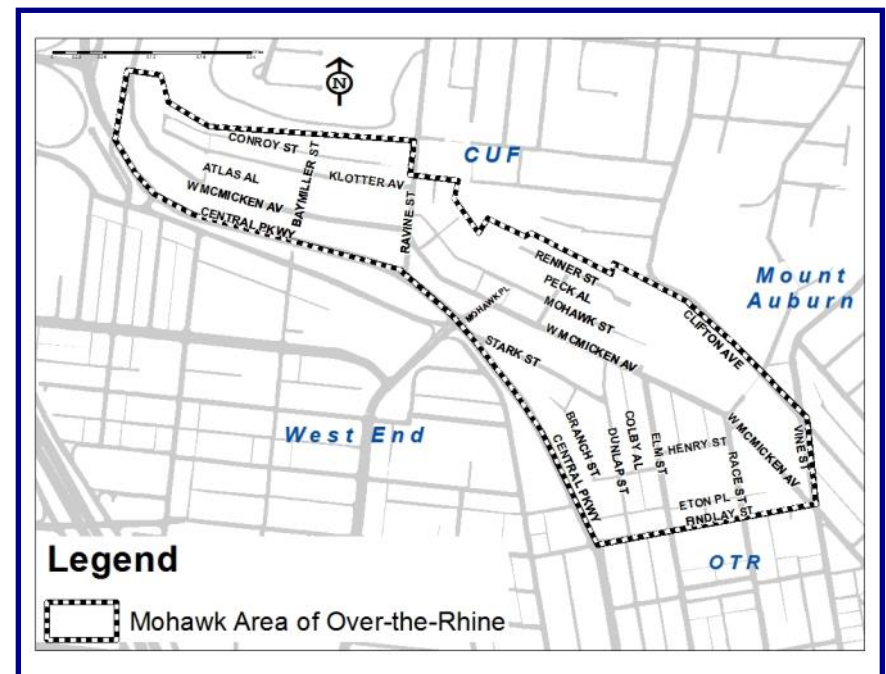 N
CUF
CONROY ST
ATLAS AL
BAYMILLER ST
KLOTTER AV
W MCMICKEN AV
CENTRAL PKWY
RAVINE ST
RENNER ST
Mount
Auburn
PECK AL
MOHAWK PL
MOHAWK ST
W MCMICKEN AV
CLIFTON AVE
STARK ST
West End
BRANCH ST
DUNLAP ST
COLBY AL
ELM ST
HENRY ST
RACE ST
W MCMICKEN AV
VINE ST
CENTRAL PKWY
ETON PL
FINDLAY ST
OTR
Legend
Mohawk Area of Over-the-Rhine